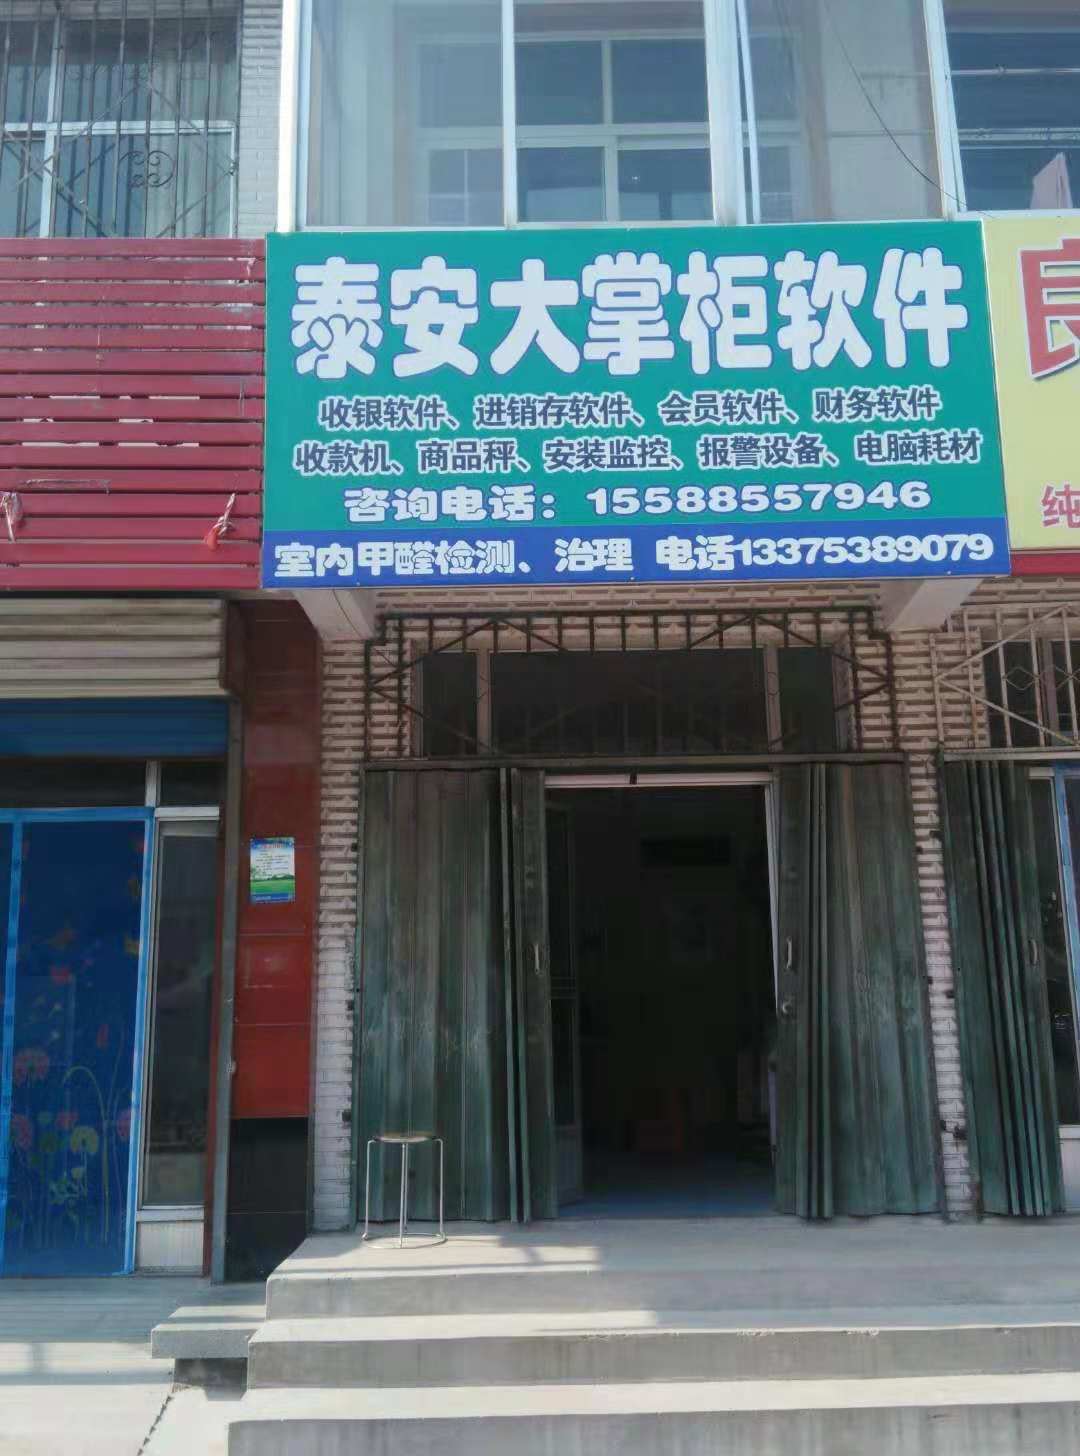 泰安大掌柜软件
收银软件、进销存软件、会员软件、财务软件
收款机、商品秤、安装监控、报警设备、电脑耗材
咨询电话：15588557946
室内甲醛检测、治理 电话13375389079
良
纯